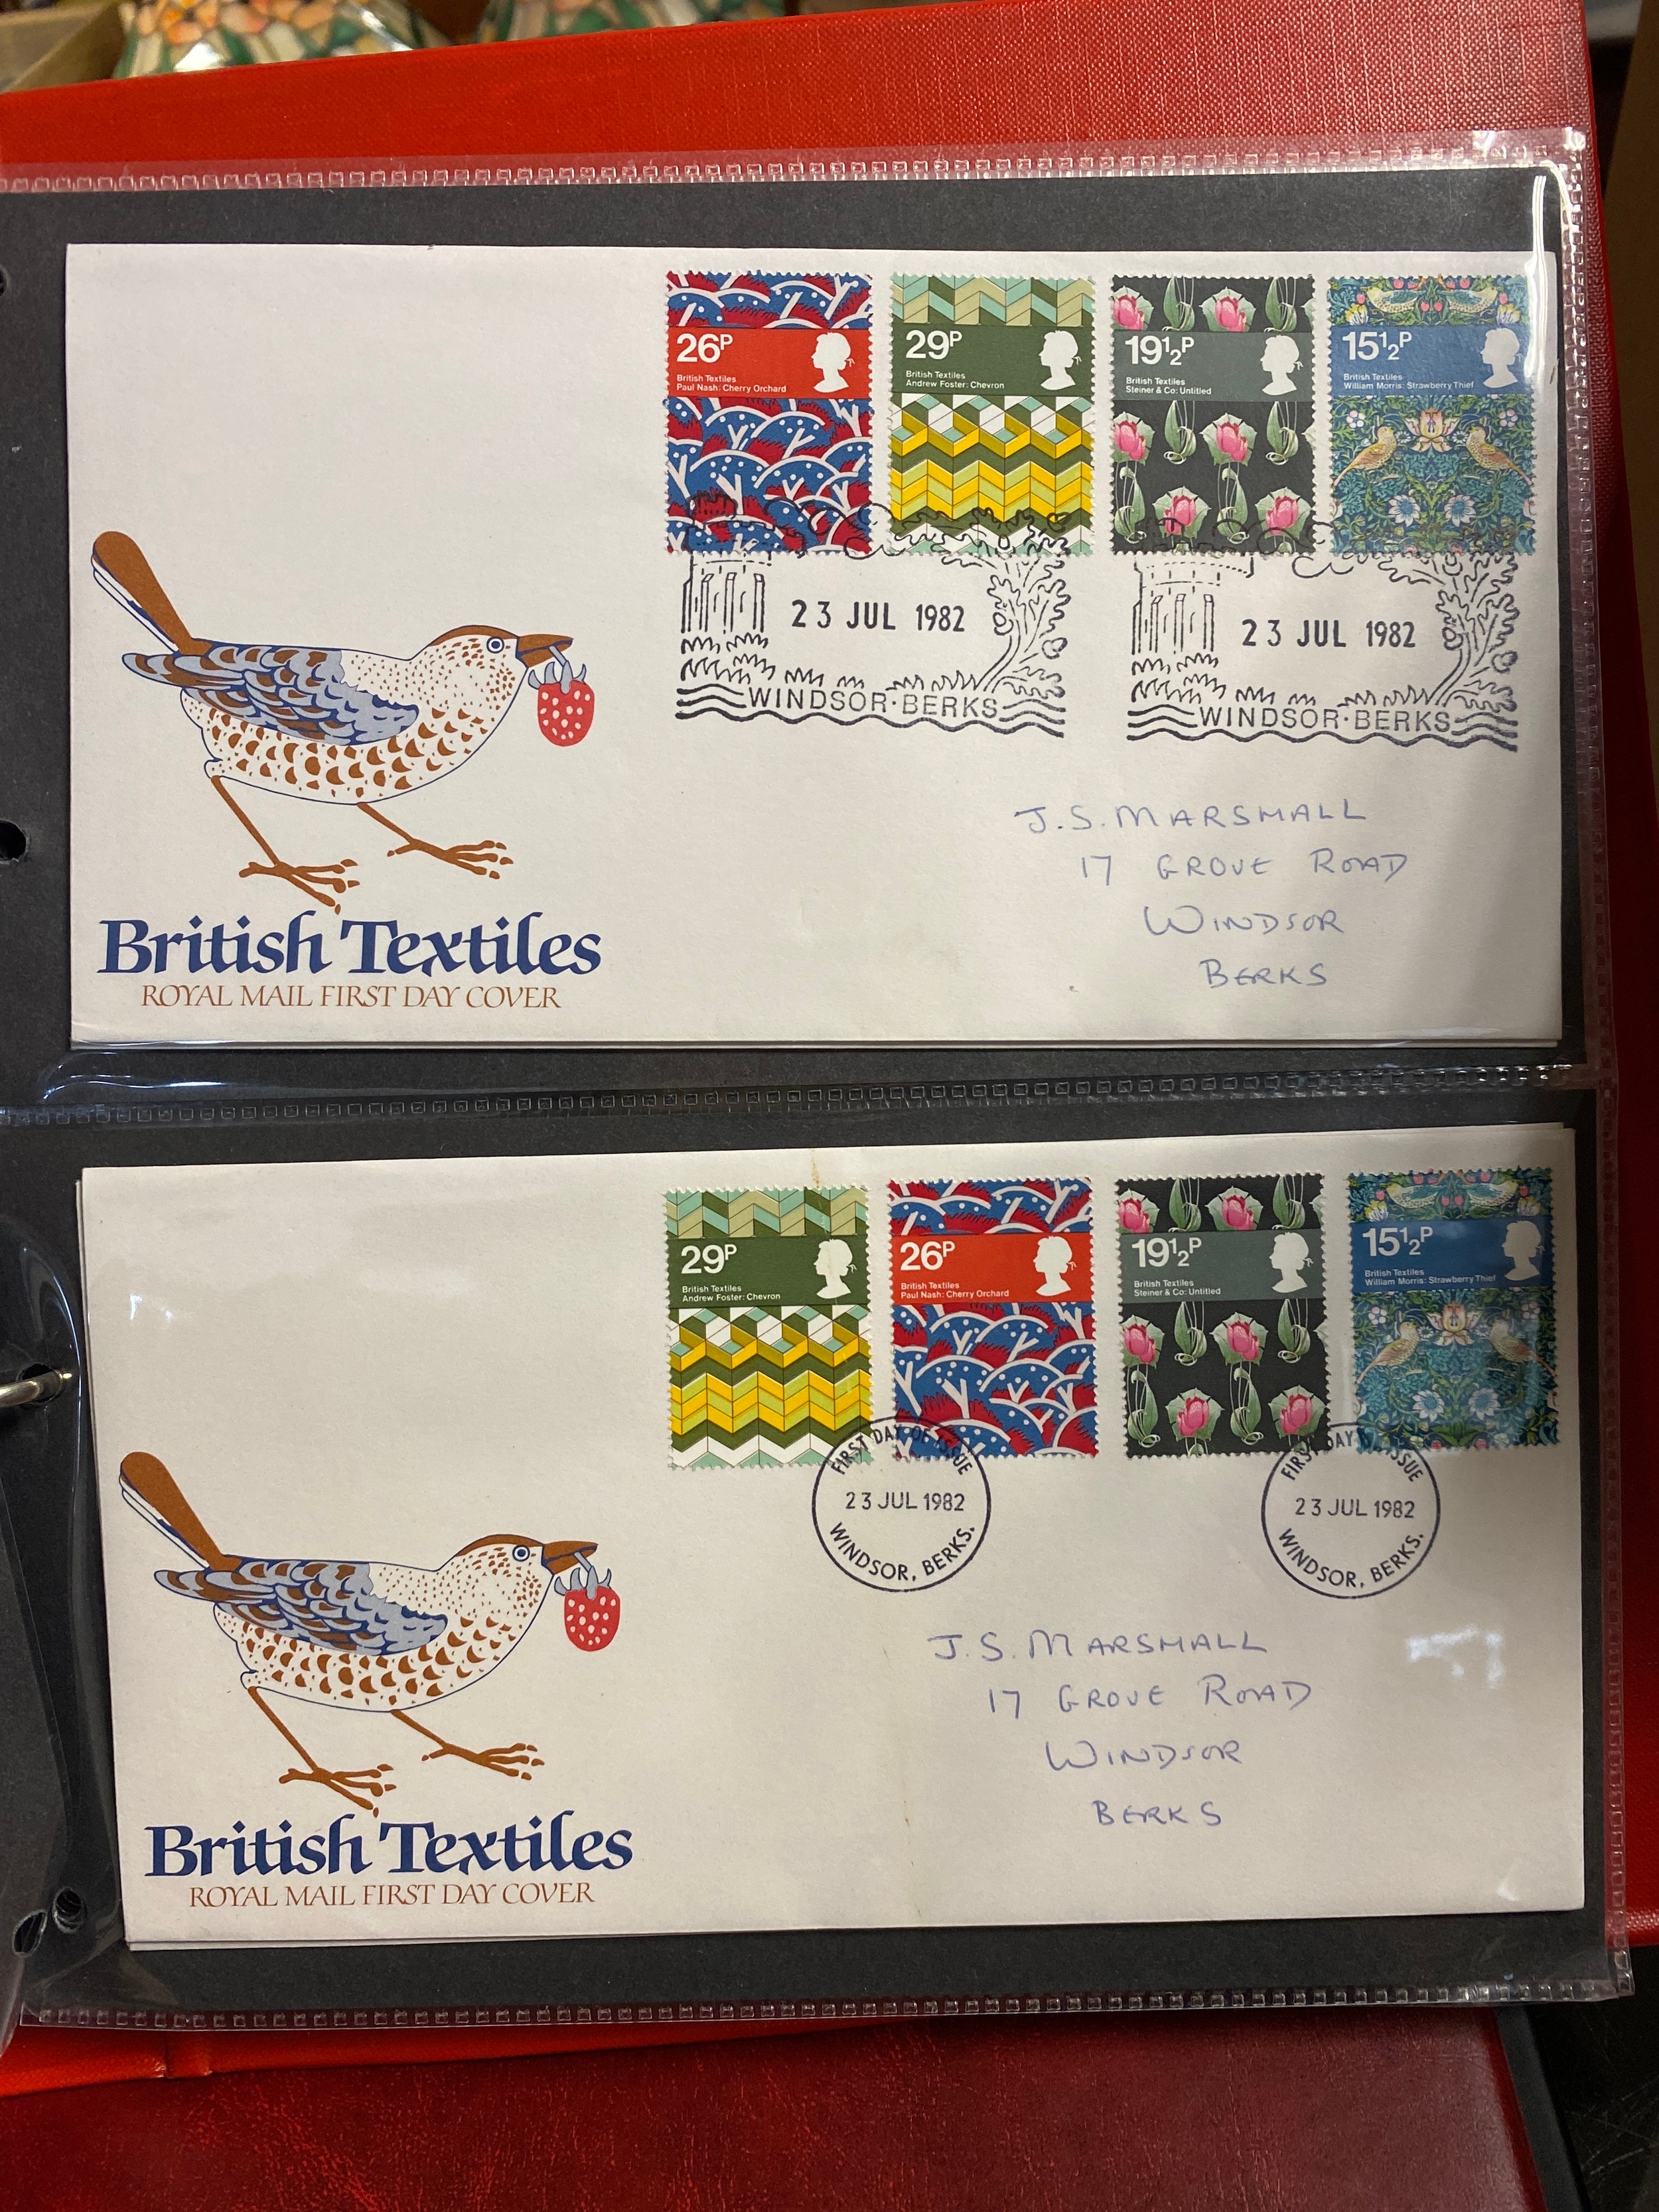 26P
British Textiles
Paul Nash: Cherry Orchard
29P
British Textiles
Andrew Foster: Chevron
19½P
British Textiles
Steiner & Co: Untitled
15½P
British Textiles
William Morris: Strawberry Thief
23 JUL 1982
WINDSOR·BERKS
23 JUL 1982
WINDSOR·BERKS
J.S. MARSHALL
17 GROVE ROAD
WINDSOR
BERKS
British Textiles
ROYAL MAIL FIRST DAY COVER
29P
British Textiles
Andrew Foster: Chevron
26P
British Textiles
Paul Nash: Cherry Orchard
19½P
British Textiles
Steiner & Co: Untitled
15½P
British Textiles
William Morris: Strawberry Thief
FIRST DAY OF ISSUE
23 JUL 1982
WINDSOR, BERKS.
FIRST DAY OF ISSUE
23 JUL 1982
WINDSOR, BERKS.
J.S. MARSHALL
17 GROVE ROAD
WINDSOR
BERKS
British Textiles
ROYAL MAIL FIRST DAY COVER